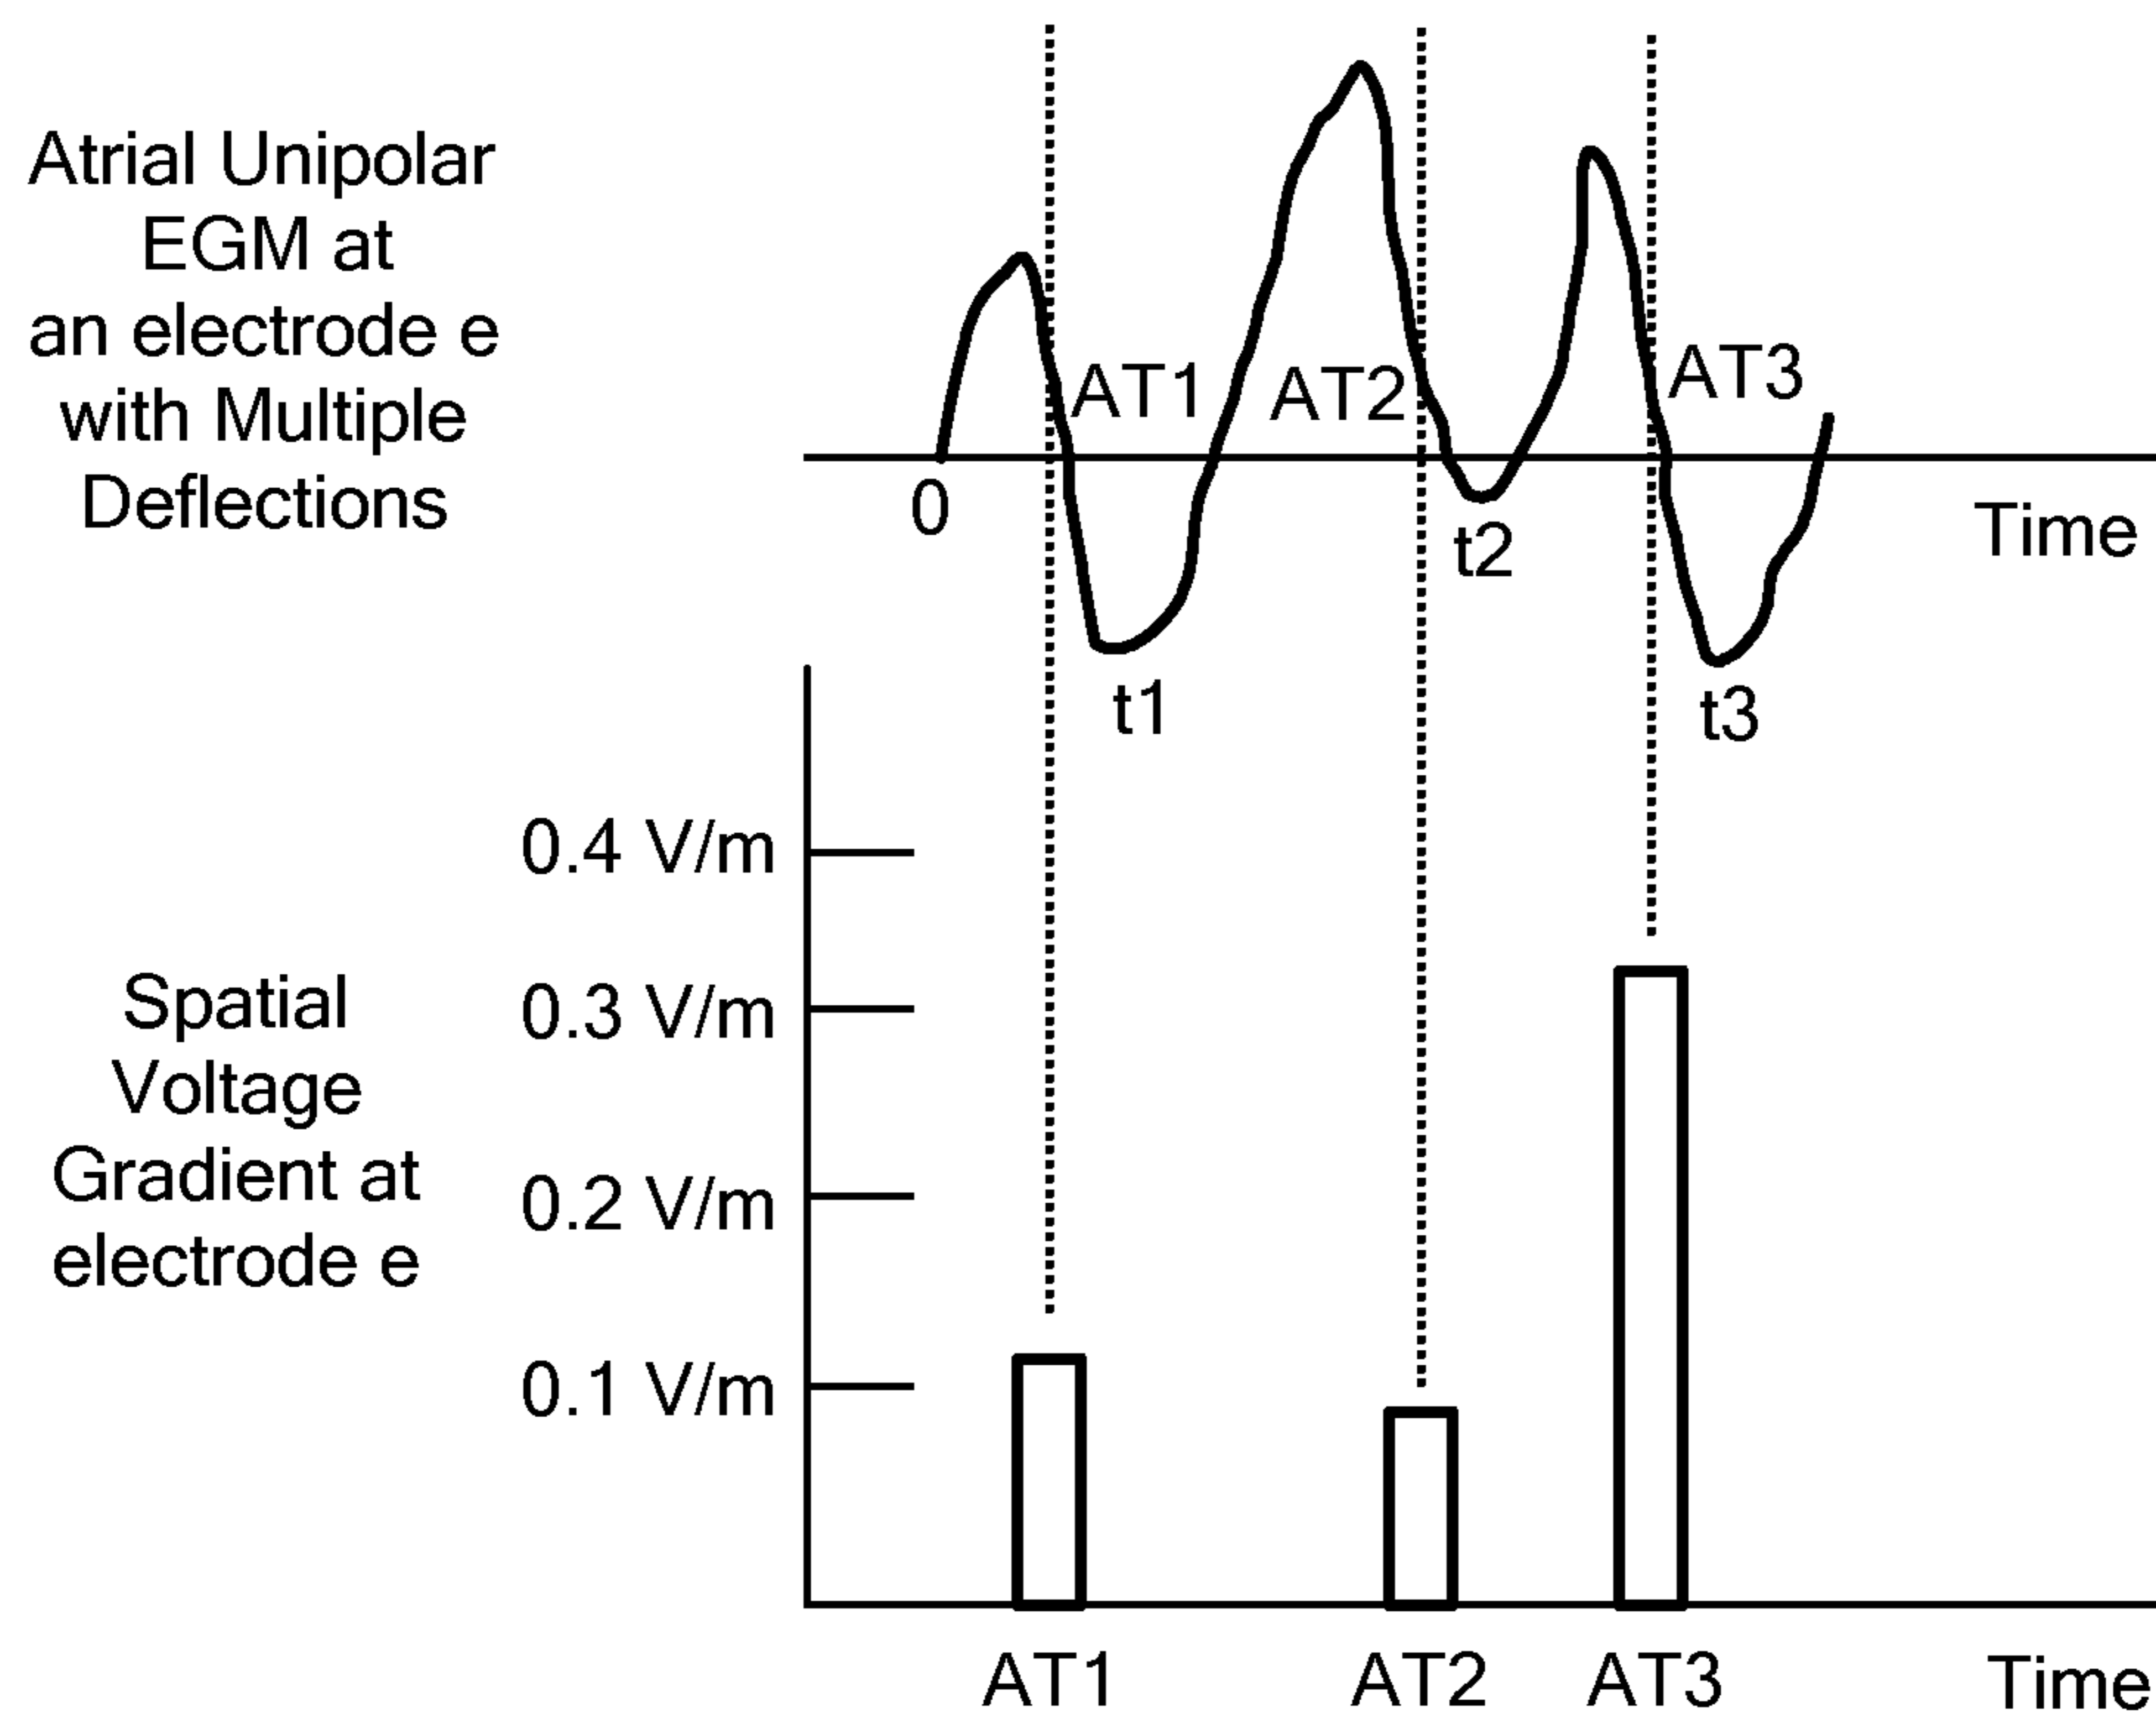 Atrial Unipolar
EGM at
an electrode e
with Multiple
Deflections
AT1
AT2
AT3
0
t1
t2
t3
Time
0.4 V/m
0.3 V/m
0.2 V/m
0.1 V/m
Spatial
Voltage
Gradient at
electrode e
AT1
AT2
AT3
Time